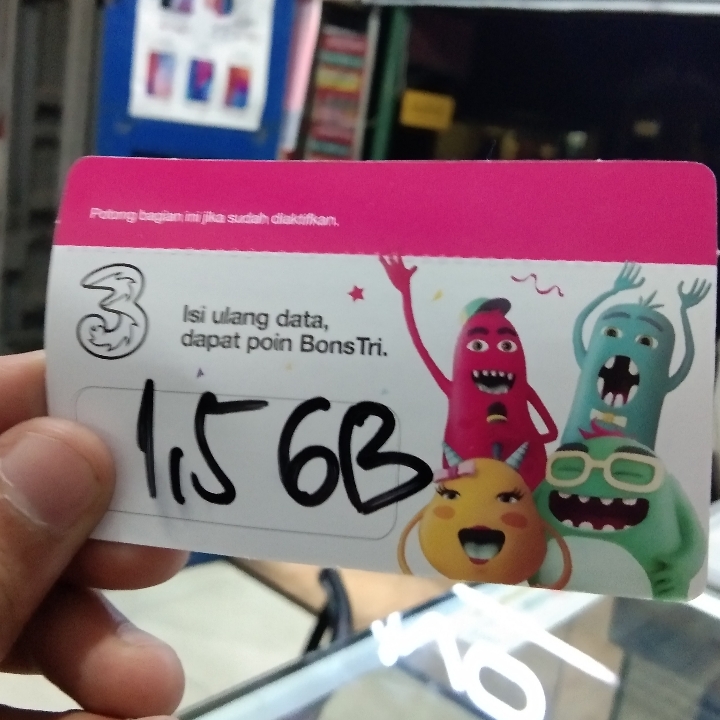 Potong bagian ini jika sudah diaktifkan.
3
Isi ulang data,
dapat poin BonsTri.
1,5 GB